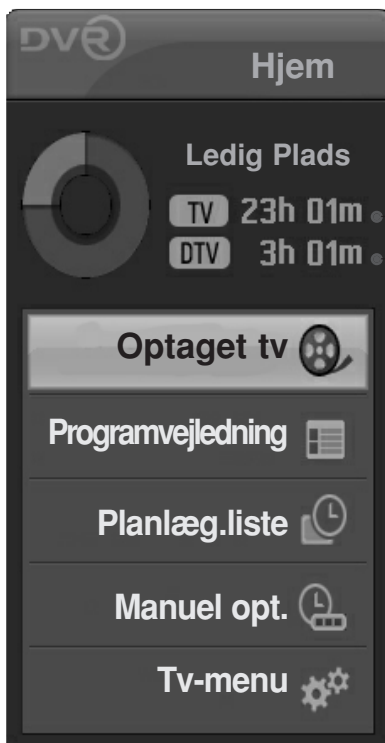 DVR
Hjem
Ledig Plads
TV 23h 01m
DTV 3h 01m
Optaget tv
Programvejledning
Planlæg.liste
Manuel opt.
Tv-menu